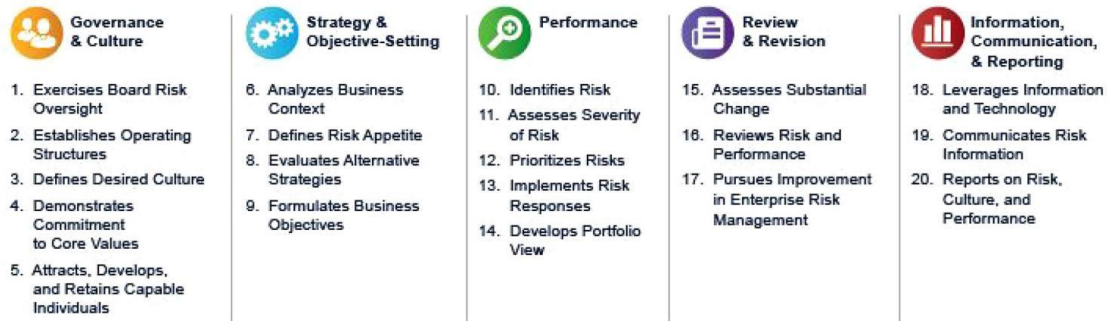 Governance
& Culture
1. Exercises Board Risk
Oversight
2. Establishes Operating
Structures
3. Defines Desired Culture
4. Demonstrates
Commitment
to Core Values
5. Attracts, Develops,
and Retains Capable
Individuals
Strategy &
Objective-Setting
6. Analyzes Business
Context
7. Defines Risk Appetite
8. Evaluates Alternative
Strategies
9. Formulates Business
Objectives
Performance
10. Identifies Risk
11. Assesses Severity
of Risk
12. Prioritizes Risks
13. Implements Risk
Responses
14. Develops Portfolio
View
Review
& Revision
15. Assesses Substantial
Change
16. Reviews Risk and
Performance
17. Pursues Improvement
in Enterprise Risk
Management
Information,
Communication,
& Reporting
18. Leverages Information
and Technology
19. Communicates Risk
Information
20. Reports on Risk,
Culture, and
Performance